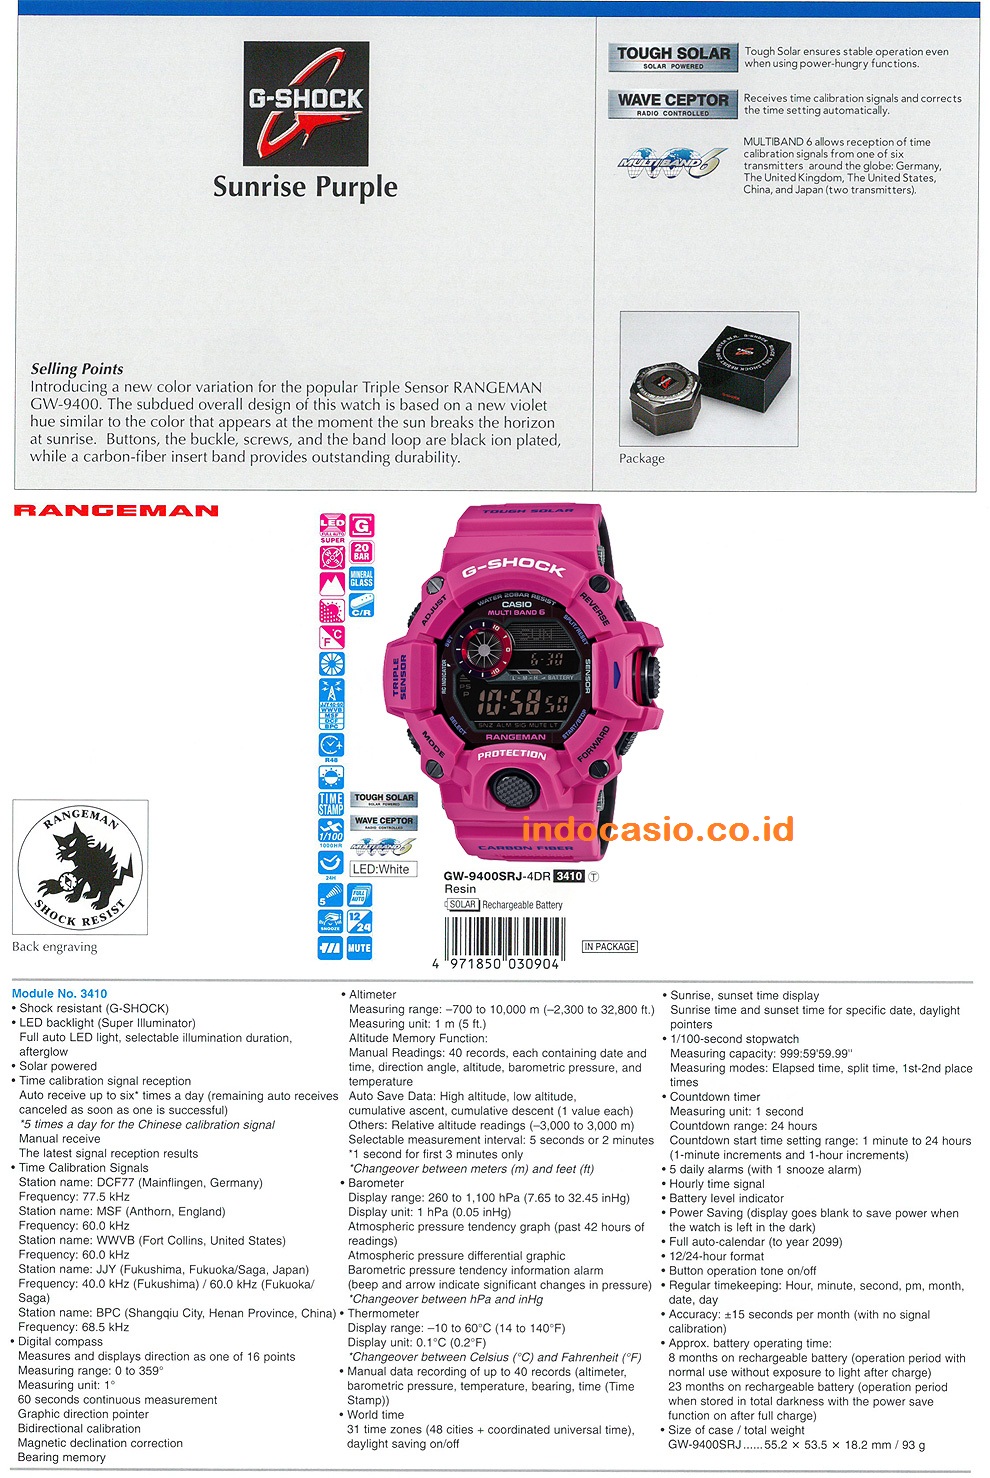 G-SHOCK
Sunrise Purple
Selling Points
Introducing a new color variation for the popular Triple Sensor RANGEMAN
GW-9400. The subdued overall design of this watch is based on a new violet
hue similar to the color that appears at the moment the sun breaks the horizon
at sunrise. Buttons, the buckle, screws, and the band loop are black ion plated,
while a carbon-fiber insert band provides outstanding durability.
TOUGH SOLAR
SOLAR POWERED
Tough Solar ensures stable operation even
when using power-hungry functions.
WAVE CEPTOR
RADIO CONTROLLED
Receives time calibration signals and corrects
the time setting automatically.
MULTIBAND 6
MULTIBAND 6 allows reception of time
calibration signals from one of six
transmitters around the globe: Germany,
The United Kingdom, The United States,
China, and Japan (two transmitters).
Package
RANGEMAN
LED
FULL AUTO
SUPER
G
20
BAR
MINERAL
GLASS
C/R
°F °C
JJY40·60
WWVB
MSF
DCF
BPC
R48
TIME
STAMP
1/100
1000HR
24H
5
FULL
AUTO
SNOOZE
12/24
MUTE
TOUGH SOLAR
SOLAR POWERED
WAVE CEPTOR
RADIO CONTROLLED
MULTIBAND 6
LED:White
TOUGH SOLAR
G-SHOCK
WATER 20BAR RESIST
CASIO
MULTI BAND 6
ADJUST
REVERSE
SPLIT/RESET
SET
RC INDICATOR
TRIPLE
SENSOR
SENSOR
SUN
6-30
L-M-H BATTERY
PS
P
10:58 50
SNZ ALM SIG MUTE LT
SELECT
START/STOP
RANGEMAN
MODE
FORWARD
PROTECTION
CARBON FIBER
indocasio.co.id
GW-9400SRJ-4DR 3410 T
Resin
SOLAR Rechargeable Battery
4 971850 030904
IN PACKAGE
RANGEMAN
SHOCK RESIST
Back engraving
Module No. 3410
• Shock resistant (G-SHOCK)
• LED backlight (Super Illuminator)
Full auto LED light, selectable illumination duration,
afterglow
• Solar powered
• Time calibration signal reception
Auto receive up to six* times a day (remaining auto receives
canceled as soon as one is successful)
*5 times a day for the Chinese calibration signal
Manual receive
The latest signal reception results
• Time Calibration Signals
Station name: DCF77 (Mainflingen, Germany)
Frequency: 77.5 kHz
Station name: MSF (Anthorn, England)
Frequency: 60.0 kHz
Station name: WWVB (Fort Collins, United States)
Frequency: 60.0 kHz
Station name: JJY (Fukushima, Fukuoka/Saga, Japan)
Frequency: 40.0 kHz (Fukushima) / 60.0 kHz (Fukuoka/
Saga)
Station name: BPC (Shangqiu City, Henan Province, China)
Frequency: 68.5 kHz
• Digital compass
Measures and displays direction as one of 16 points
Measuring range: 0 to 359°
Measuring unit: 1°
60 seconds continuous measurement
Graphic direction pointer
Bidirectional calibration
Magnetic declination correction
Bearing memory
• Altimeter
Measuring range: –700 to 10,000 m (–2,300 to 32,800 ft.)
Measuring unit: 1 m (5 ft.)
Altitude Memory Function:
Manual Readings: 40 records, each containing date and
time, direction angle, altitude, barometric pressure, and
temperature
Auto Save Data: High altitude, low altitude,
cumulative ascent, cumulative descent (1 value each)
Others: Relative altitude readings (–3,000 to 3,000 m)
Selectable measurement interval: 5 seconds or 2 minutes
*1 second for first 3 minutes only
*Changeover between meters (m) and feet (ft)
• Barometer
Display range: 260 to 1,100 hPa (7.65 to 32.45 inHg)
Display unit: 1 hPa (0.05 inHg)
Atmospheric pressure tendency graph (past 42 hours of
readings)
Atmospheric pressure differential graphic
Barometric pressure tendency information alarm
(beep and arrow indicate significant changes in pressure)
*Changeover between hPa and inHg
• Thermometer
Display range: –10 to 60°C (14 to 140°F)
Display unit: 0.1°C (0.2°F)
*Changeover between Celsius (°C) and Fahrenheit (°F)
• Manual data recording of up to 40 records (altimeter,
barometric pressure, temperature, bearing, time (Time
Stamp))
• World time
31 time zones (48 cities + coordinated universal time),
daylight saving on/off
• Sunrise, sunset time display
Sunrise time and sunset time for specific date, daylight
pointers
• 1/100-second stopwatch
Measuring capacity: 999:59'59.99"
Measuring modes: Elapsed time, split time, 1st-2nd place
times
• Countdown timer
Measuring unit: 1 second
Countdown range: 24 hours
Countdown start time setting range: 1 minute to 24 hours
(1-minute increments and 1-hour increments)
• 5 daily alarms (with 1 snooze alarm)
• Hourly time signal
• Battery level indicator
• Power Saving (display goes blank to save power when
the watch is left in the dark)
• Full auto-calendar (to year 2099)
• 12/24-hour format
• Button operation tone on/off
• Regular timekeeping: Hour, minute, second, pm, month,
date, day
• Accuracy: ±15 seconds per month (with no signal
calibration)
• Approx. battery operating time:
8 months on rechargeable battery (operation period with
normal use without exposure to light after charge)
23 months on rechargeable battery (operation period
when stored in total darkness with the power save
function on after full charge)
• Size of case / total weight
GW-9400SRJ......55.2 × 53.5 × 18.2 mm / 93 g